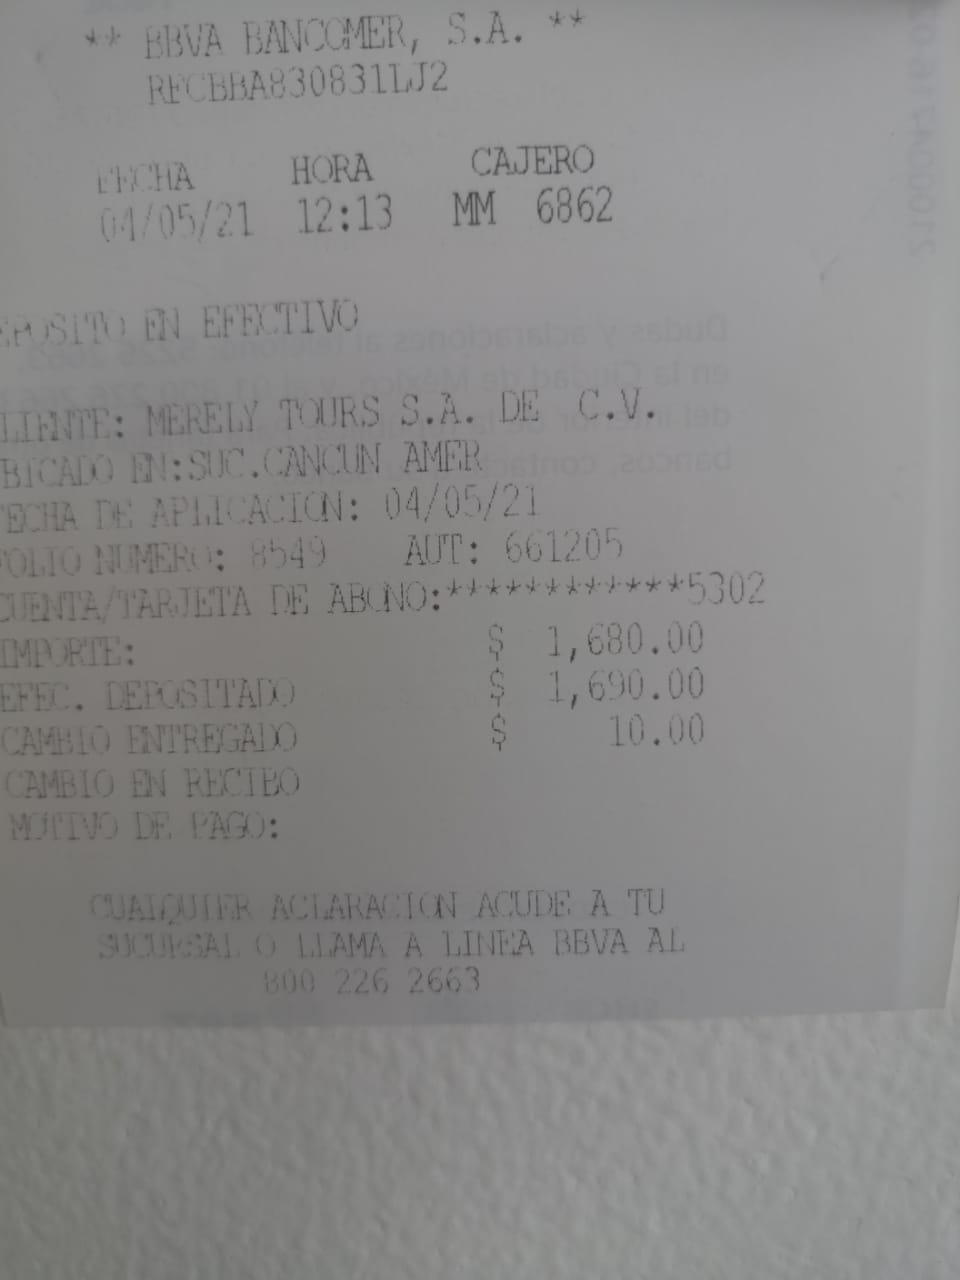 ** BBVA BANCOMER, S.A. **
RFCBBA830831LJ2
FECHA HORA CAJERO
04/05/21 12:13 MM 6862
EPOSITO EN EFECTIVO
LIENTE: MERELY TOURS S.A. DE C.V.
BICADO EN:SUC.CANCUN AMER
FECHA DE APLICACION: 04/05/21
FOLIO NUMERO: 8549 AUT: 661205
CUENTA/TARJETA DE ABONO:************5302
IMPORTE: $ 1,680.00
EFEC. DEPOSITADO $ 1,690.00
CAMBIO ENTREGADO $ 10.00
CAMBIO EN RECIBO
MOTIVO DE PAGO:
CUALQUIER ACLARACION ACUDE A TU
SUCURSAL O LLAMA A LINEA BBVA AL
800 226 2663